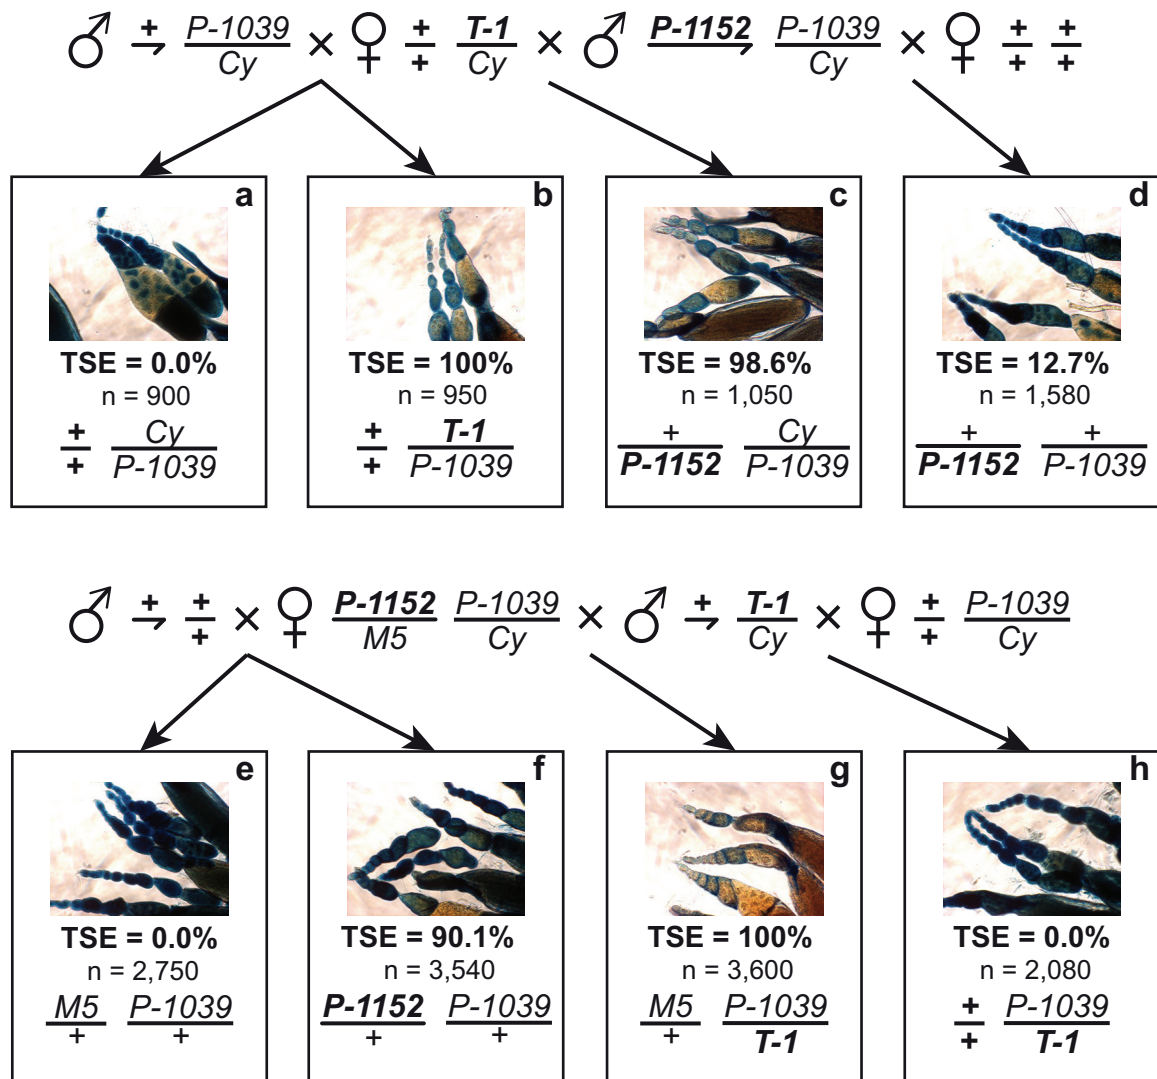 ♂ + P-1039 / Cy × ♀ + / + T-1 / Cy × ♂ P-1152 P-1039 / Cy × ♀ + / + + / +
a
TSE = 0.0%
n = 900
+ / + Cy / P-1039
b
TSE = 100%
n = 950
+ / + T-1 / P-1039
c
TSE = 98.6%
n = 1,050
+ / P-1152 Cy / P-1039
d
TSE = 12.7%
n = 1,580
+ / P-1152 + / P-1039
♂ + + / + × ♀ P-1152 / M5 P-1039 / Cy × ♂ + T-1 / Cy × ♀ + / + P-1039 / Cy
e
TSE = 0.0%
n = 2,750
M5 / + P-1039 / +
f
TSE = 90.1%
n = 3,540
P-1152 / + P-1039 / +
g
TSE = 100%
n = 3,600
M5 / + P-1039 / T-1
h
TSE = 0.0%
n = 2,080
+ / + P-1039 / T-1